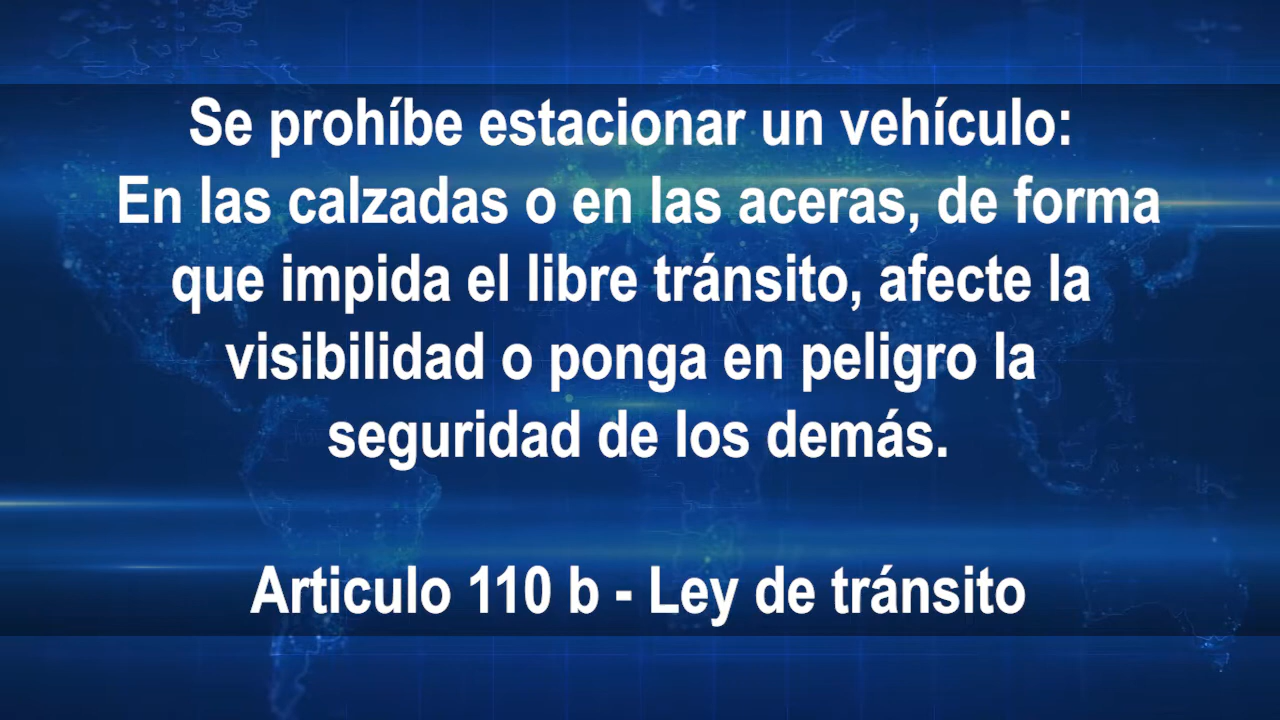 Se prohíbe estacionar un vehículo:
En las calzadas o en las aceras, de forma
que impida el libre tránsito, afecte la
visibilidad o ponga en peligro la
seguridad de los demás.
Articulo 110 b - Ley de tránsito